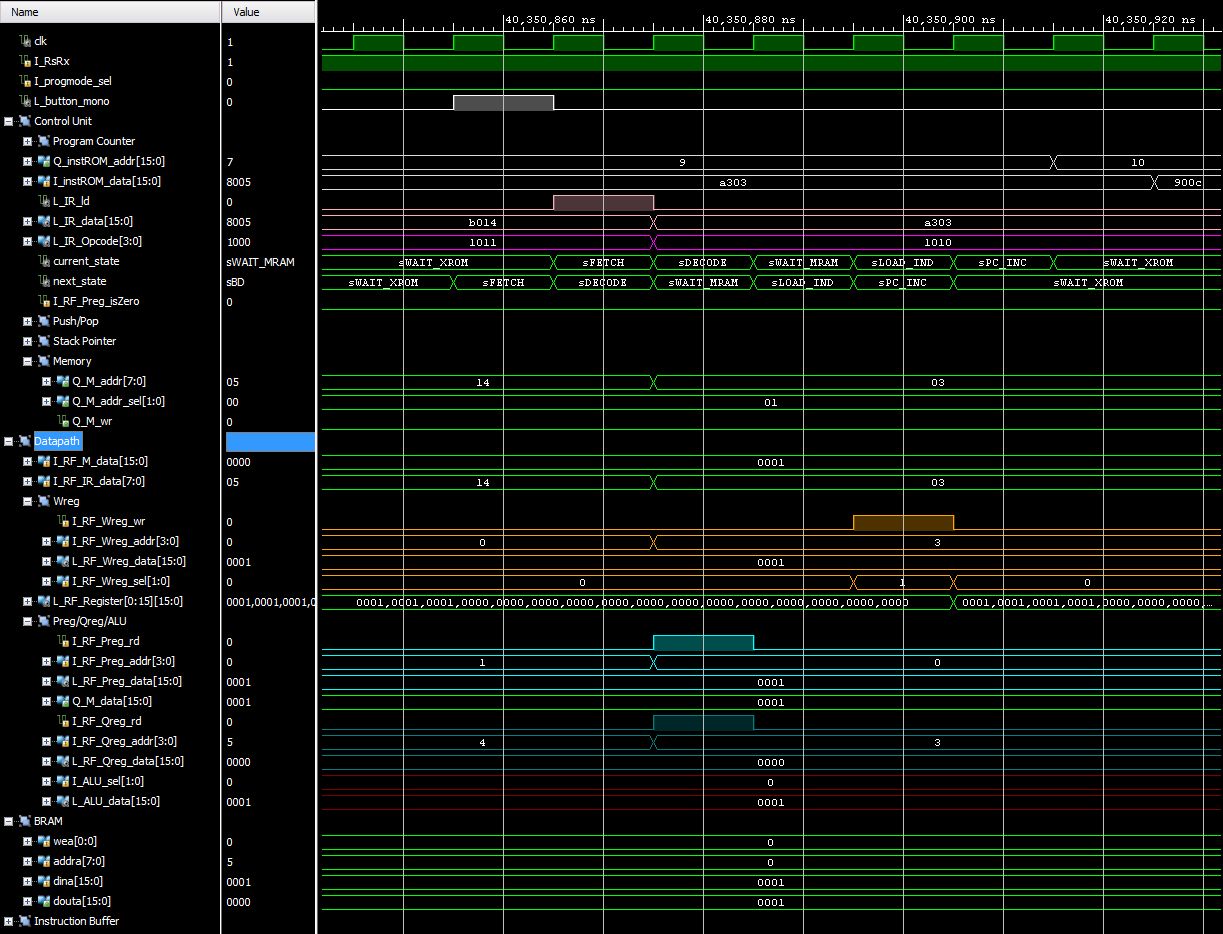 Name Value
40,350,860 ns 40,350,880 ns 40,350,900 ns 40,350,920 ns
clk 1
I_RsRx 1
I_progmode_sel 0
L_button_mono 0
Control Unit
Program Counter
Q_instROM_addr[15:0] 7 9 10
I_instROM_data[15:0] 8005 a303 900c
L_IR_ld 0
L_IR_data[15:0] 8005 b014 a303
L_IR_Opcode[3:0] 1000 1011 1010
current_state sWAIT_MRAM sWAIT_XROM sFETCH sDECODE sWAIT_MRAM sLOAD_IND sPC_INC sWAIT_XROM
next_state sBD sWAIT_XROM sFETCH sDECODE sWAIT_MRAM sLOAD_IND sPC_INC sWAIT_XROM
I_RF_Preg_isZero 0
Push/Pop
Stack Pointer
Memory
Q_M_addr[7:0] 05 14 03
Q_M_addr_sel[1:0] 00 01
Q_M_wr 0
Datapath
I_RF_M_data[15:0] 0000 0001
I_RF_IR_data[7:0] 05 14 03
Wreg
I_RF_Wreg_wr 0
I_RF_Wreg_addr[3:0] 0 0 3
L_RF_Wreg_data[15:0] 0001 0001
I_RF_Wreg_sel[1:0] 0 0 1 0
L_RF_Register[0:15][15:0] 0001,0001,0001,0 0001,0001,0001,0000,0000,0000,0000,0000,0000,0000,0000,0000,0000,0000,0000,0000 0001,0001,0001,0001,0000,0000,0000,...
Preg/Qreg/ALU
I_RF_Preg_rd 0
I_RF_Preg_addr[3:0] 0 1 0
L_RF_Preg_data[15:0] 0001 0001
Q_M_data[15:0] 0001 0001
I_RF_Qreg_rd 0
I_RF_Qreg_addr[3:0] 5 4 3
L_RF_Qreg_data[15:0] 0000 0000
I_ALU_sel[1:0] 0 0
L_ALU_data[15:0] 0001 0001
BRAM
wea[0:0] 0 0
addra[7:0] 5 0
dina[15:0] 0001 0001
douta[15:0] 0000 0001
Instruction Buffer